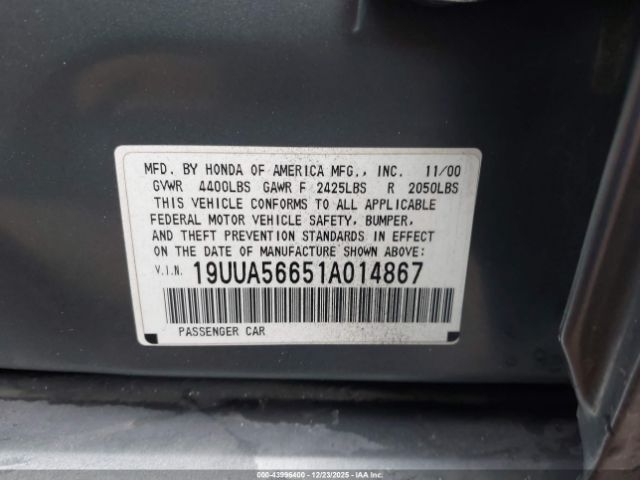 MFD. BY HONDA OF AMERICA MFG., INC. 11/00
GVWR 4400LBS GAWR F 2425LBS R 2050LBS
THIS VEHICLE CONFORMS TO ALL APPLICABLE
FEDERAL MOTOR VEHICLE SAFETY, BUMPER,
AND THEFT PREVENTION STANDARDS IN EFFECT
ON THE DATE OF MANUFACTURE SHOWN ABOVE:
V.I.N. 19UUA56651A014867
PASSENGER CAR
000-43996400 - 12/23/2025 - IAA Inc.